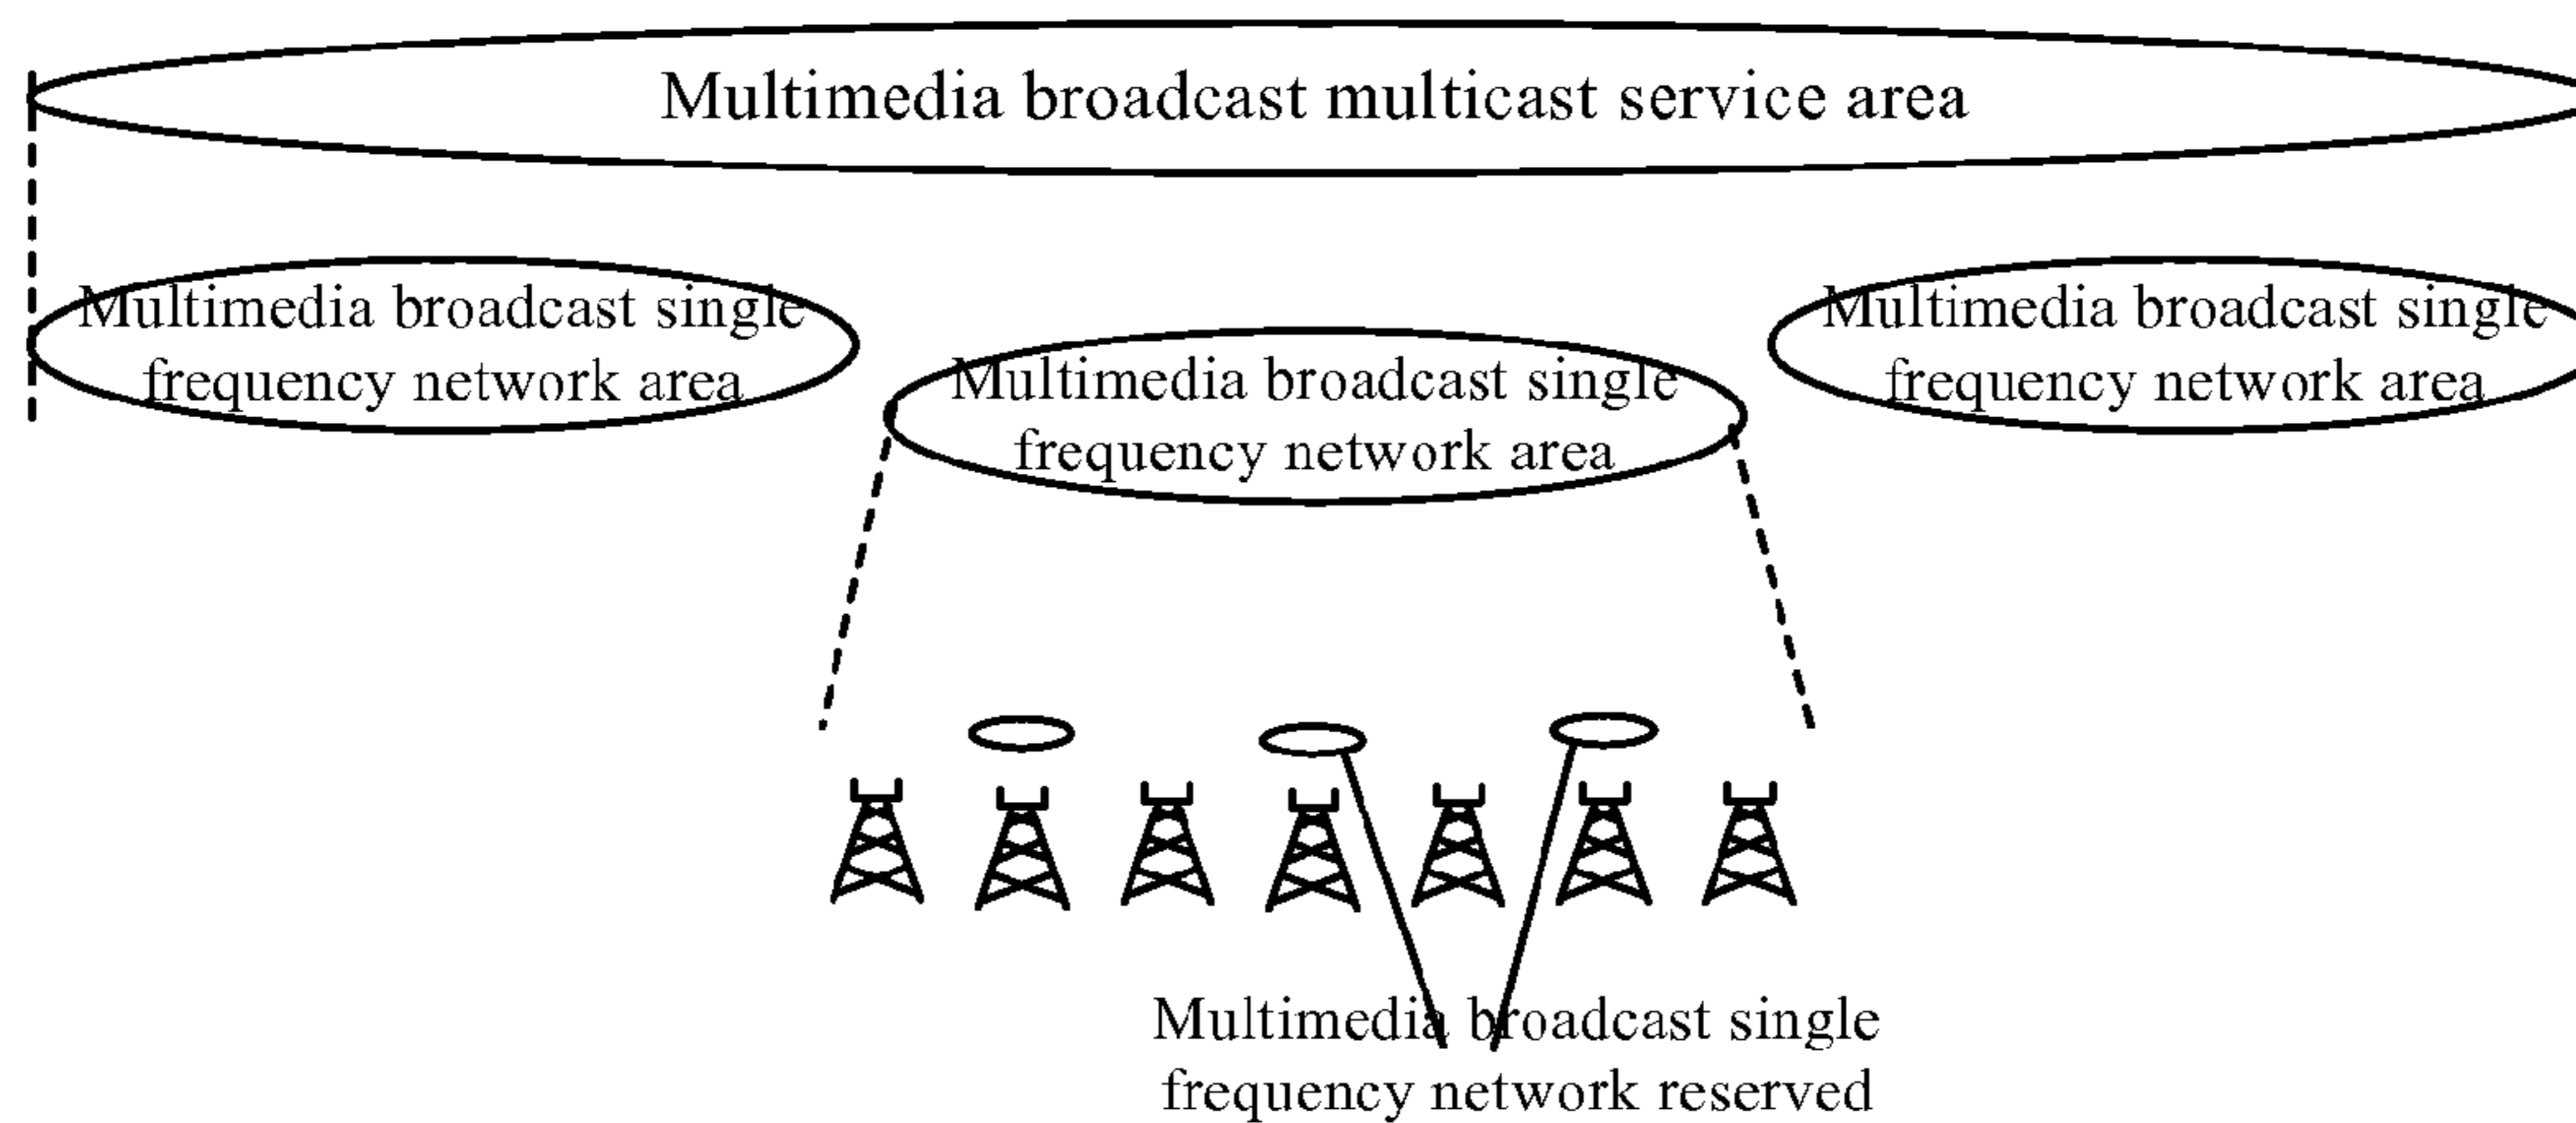 Multimedia broadcast multicast service area
Multimedia broadcast single
frequency network area
Multimedia broadcast single
frequency network area
Multimedia broadcast single
frequency network area
Multimedia broadcast single
frequency network reserved